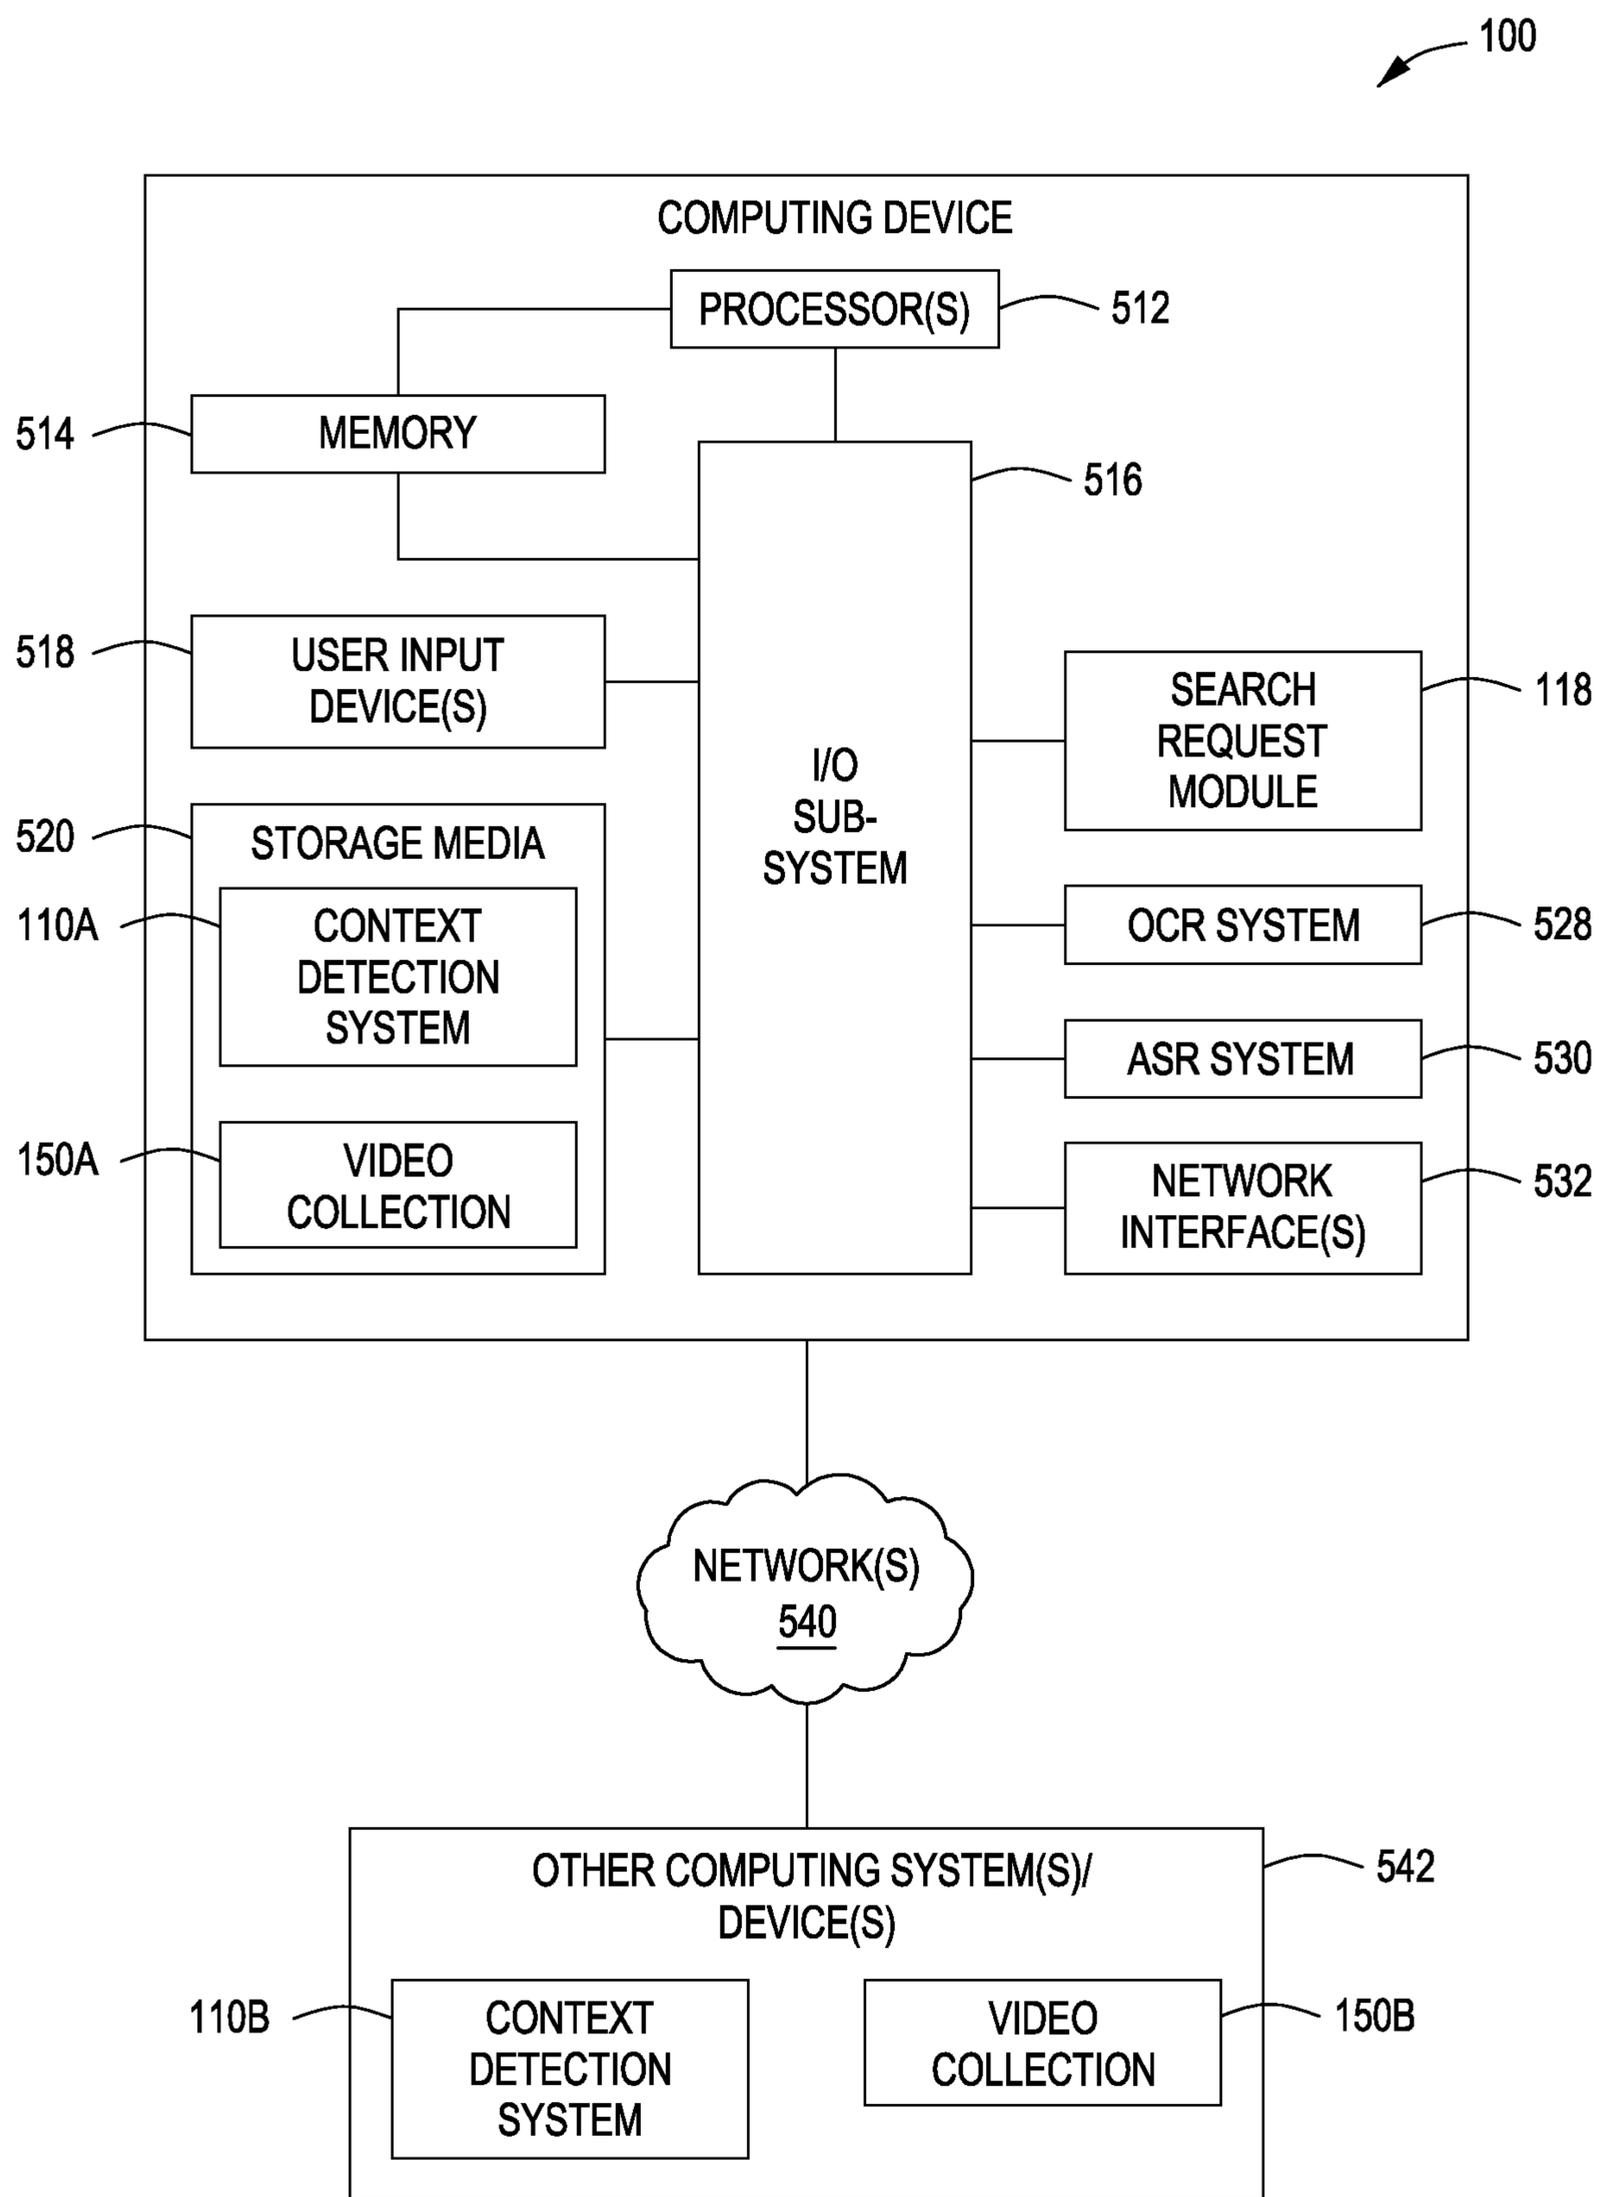 100
COMPUTING DEVICE
PROCESSOR(S)
512
514
MEMORY
516
518
USER INPUT
DEVICE(S)
I/O
SUB-
SYSTEM
SEARCH
REQUEST
MODULE
118
520
STORAGE MEDIA
110A
CONTEXT
DETECTION
SYSTEM
OCR SYSTEM
528
ASR SYSTEM
530
150A
VIDEO
COLLECTION
NETWORK
INTERFACE(S)
532
NETWORK(S)
540
OTHER COMPUTING SYSTEM(S)/
DEVICE(S)
542
110B
CONTEXT
DETECTION
SYSTEM
VIDEO
COLLECTION
150B